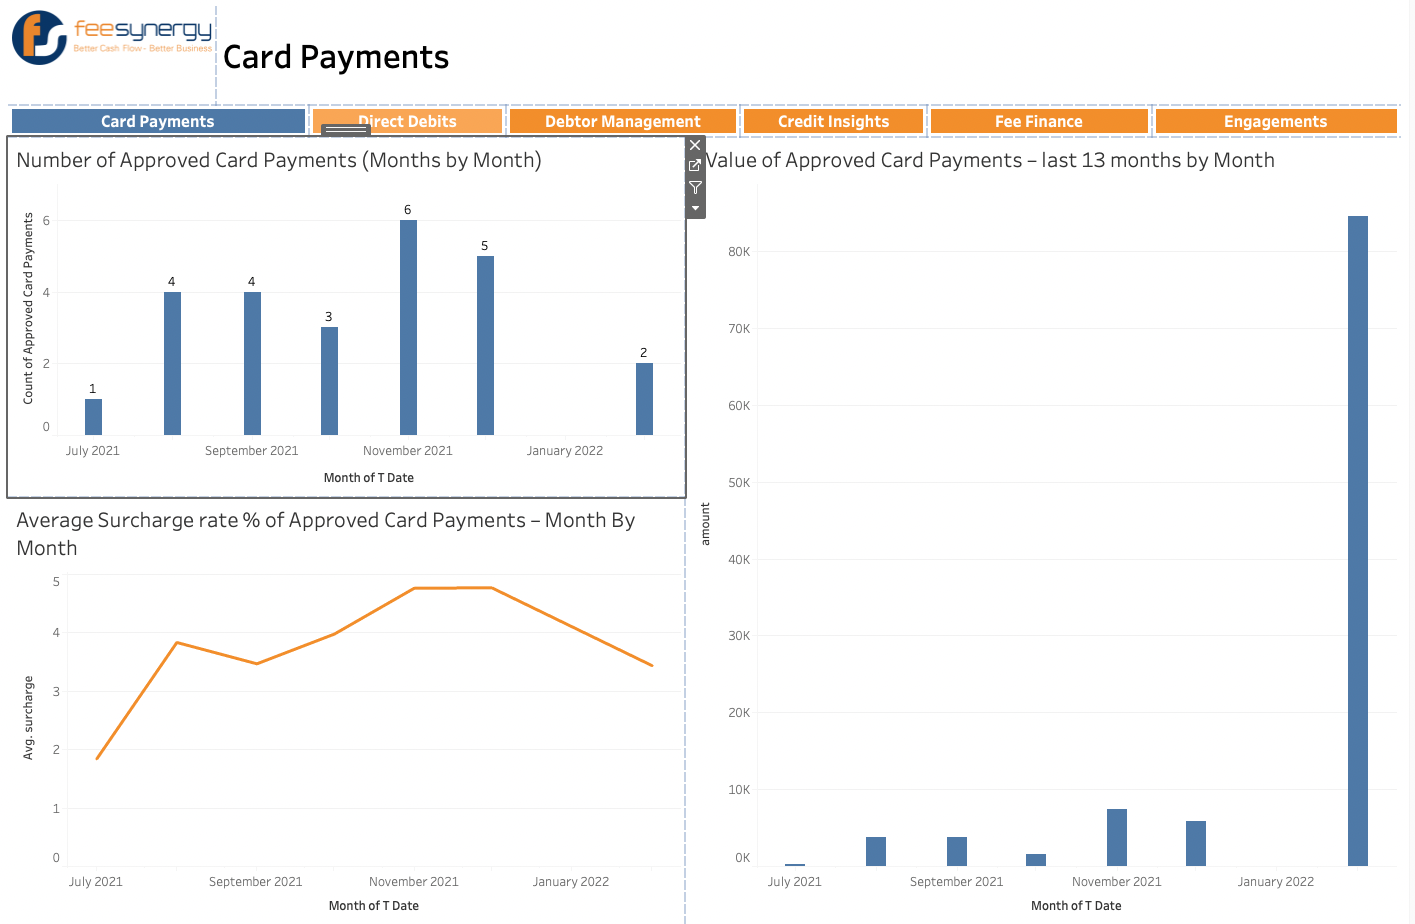 feesynergy
Better Cash Flow - Better Business
Card Payments
Card Payments
Direct Debits
Debtor Management
Credit Insights
Fee Finance
Engagements
Number of Approved Card Payments (Months by Month)
Count of Approved Card Payments
6
4
2
0
1
4
4
3
6
5
2
July 2021
September 2021
November 2021
January 2022
Month of T Date
Average Surcharge rate % of Approved Card Payments – Month By
Month
Avg. surcharge
5
4
3
2
1
0
July 2021
September 2021
November 2021
January 2022
Month of T Date
Value of Approved Card Payments – last 13 months by Month
amount
80K
70K
60K
50K
40K
30K
20K
10K
0K
July 2021
September 2021
November 2021
January 2022
Month of T Date